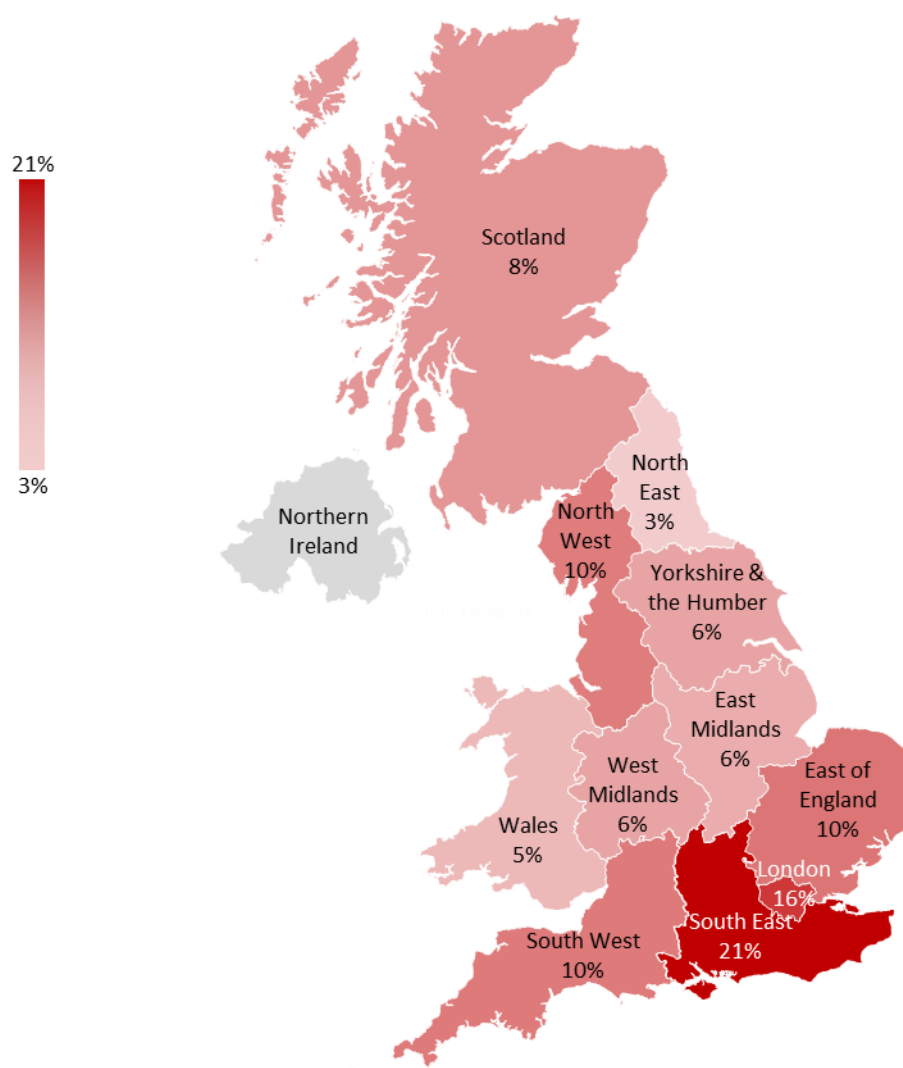 21%
3%
Scotland
8%
North
East
3%
Northern
Ireland
North
West
10%
Yorkshire &
the Humber
6%
East
Midlands
6%
West
Midlands
6%
East of
England
10%
Wales
5%
London
16%
South East
21%
South West
10%